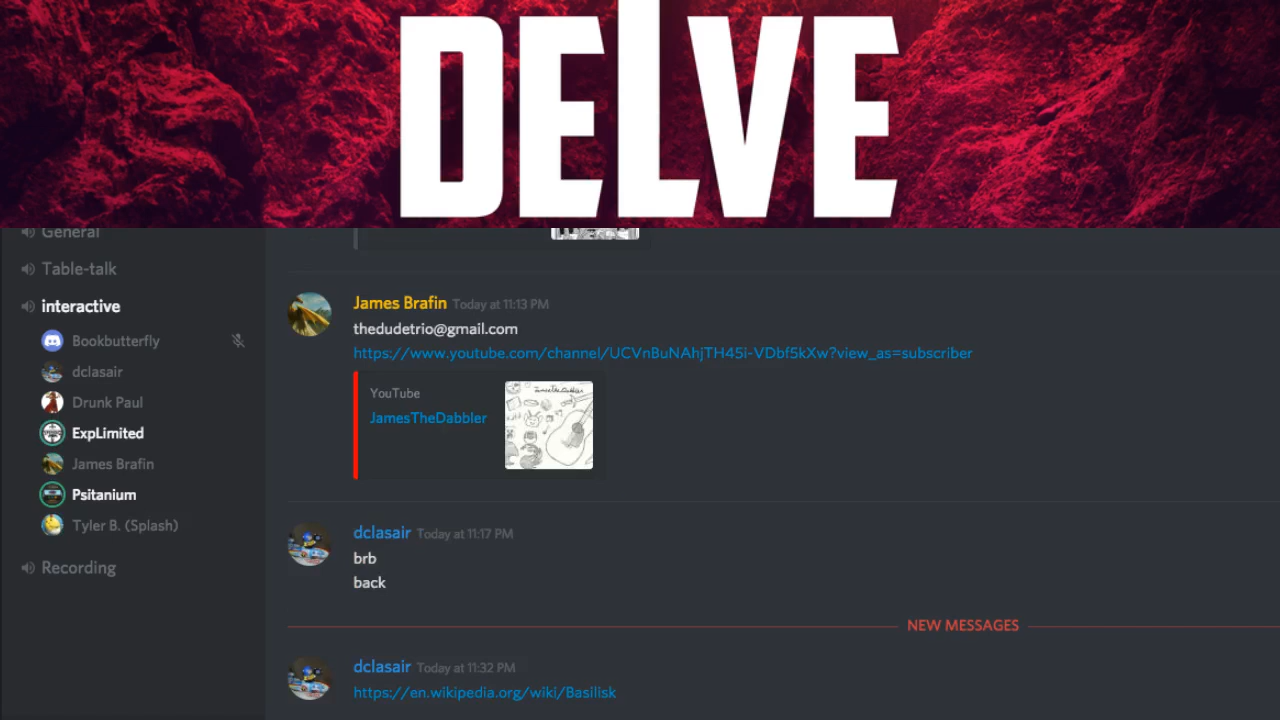 DELVE
General
Table-talk
interactive
Bookbutterfly
dclasair
Drunk Paul
ExpLimited
James Brafin
Psitanium
Tyler B. (Splash)
Recording
James Brafin Today at 11:13 PM
thedudetrio@gmail.com
https://www.youtube.com/channel/UCVnBuNAhjTH45i-VDbf5kXw?view_as=subscriber
YouTube
JamesTheDabbler
JamesTheDabbler
dclasair Today at 11:17 PM
brb
back
NEW MESSAGES
dclasair Today at 11:32 PM
https://en.wikipedia.org/wiki/Basilisk